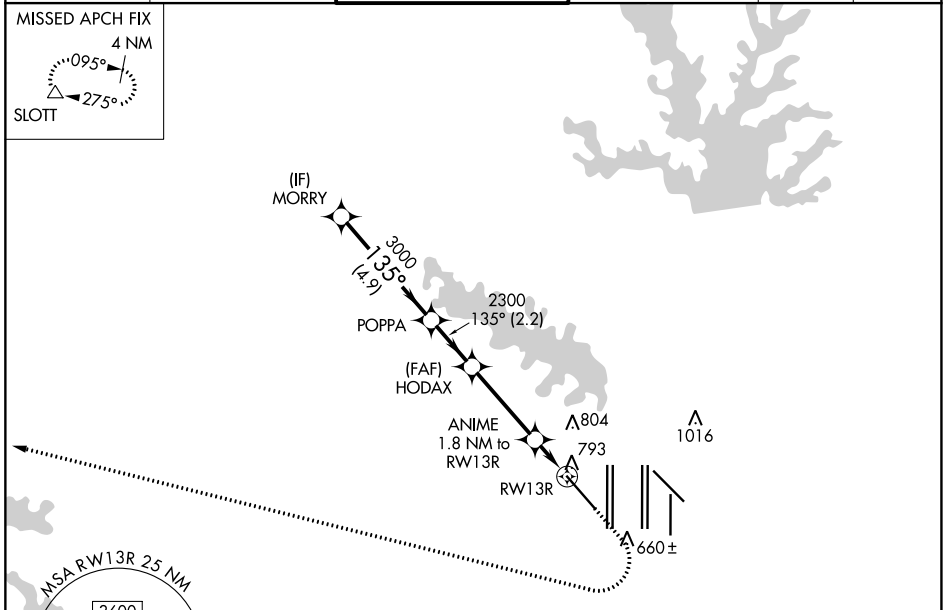 MISSED APCH FIX
4 NM
095°
275°
SLOTT
(IF)
MORRY
3000
135°
(4.9)
POPPA
2300
135° (2.2)
(FAF)
HODAX
ANIME
1.8 NM to
RW13R
804
793
1016
RW13R
660±
MSA RW13R 25 NM